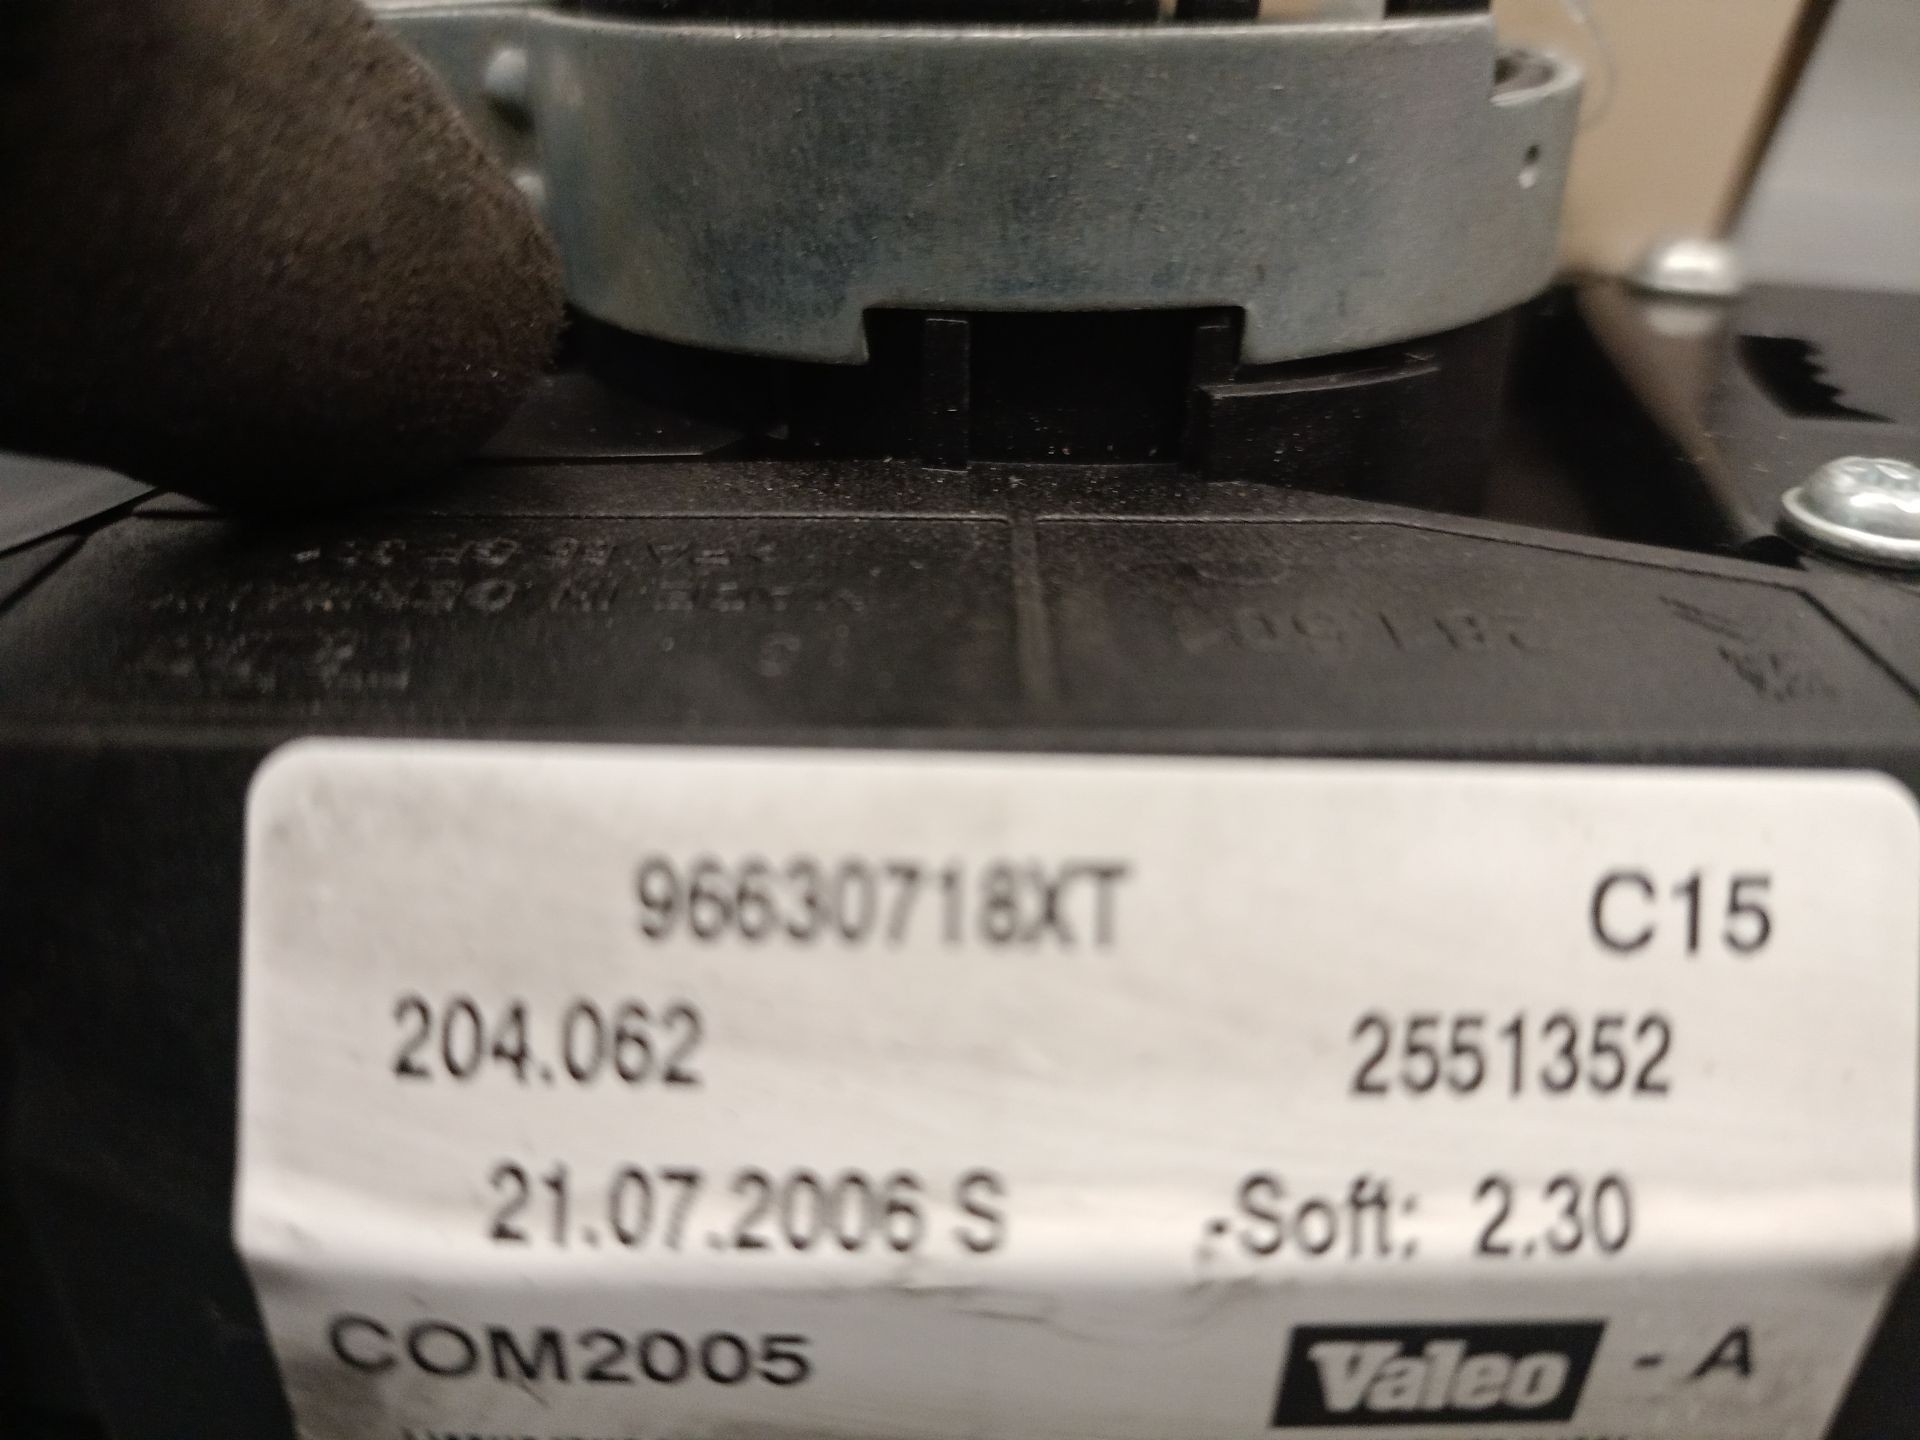 96630718XT C15
204.062 2551352
21.07.2006 S -Soft: 2.30
COM2005 Valeo - A